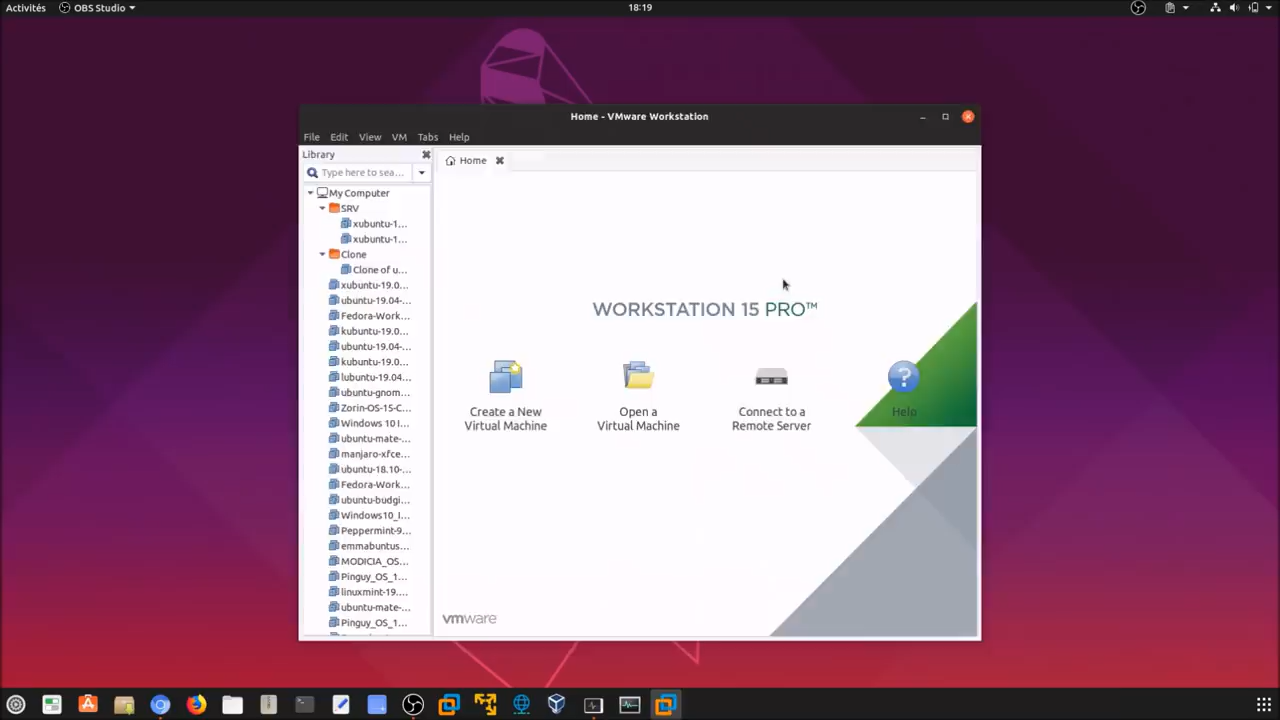 Activités
OBS Studio
18:19
Home - VMware Workstation
File Edit View VM Tabs Help
Library
Type here to sea...
Home
My Computer
SRV
xubuntu-1...
xubuntu-1...
Clone
Clone of u...
xubuntu-19.0...
ubuntu-19.04-...
Fedora-Work...
kubuntu-19.0...
ubuntu-19.04-...
kubuntu-19.0...
lubuntu-19.04...
ubuntu-gnom...
Zorin-OS-15-C...
Windows 10 I...
ubuntu-mate-...
manjaro-xfce...
ubuntu-18.10-...
Fedora-Work...
ubuntu-budgi...
Windows10_I...
Peppermint-9...
emmabuntus...
MODICIA_OS...
Pinguy_OS_1...
linuxmint-19....
ubuntu-mate-...
Pinguy_OS_1...
WORKSTATION 15 PRO™
Create a New
Virtual Machine
Open a
Virtual Machine
Connect to a
Remote Server
Help
vmware